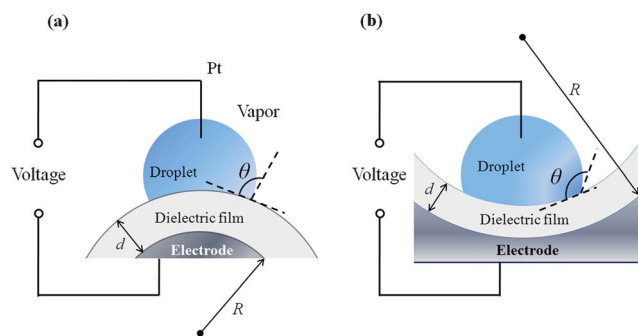 (a)
Pt
Vapor
Voltage
Droplet
θ
Dielectric film
d
Electrode
R
(b)
R
Voltage
Droplet
θ
d
Dielectric film
Electrode